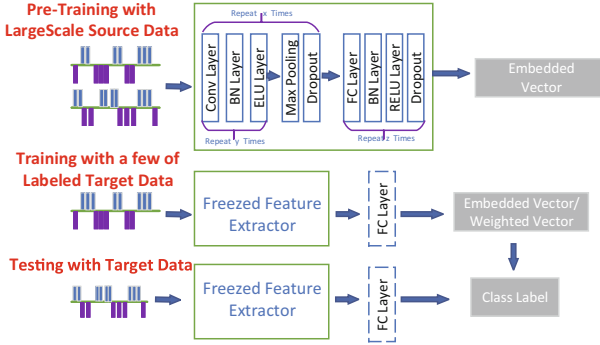 Pre-Training with
LargeScale Source Data
Repeat x Times
Conv Layer
BN Layer
ELU Layer
Max Pooling
Dropout
FC Layer
BN Layer
RELU Layer
Dropout
Repeat y Times
Repeat z Times
Embedded
Vector
Training with a few of
Labeled Target Data
Freezed Feature
Extractor
FC Layer
Embedded Vector/
Weighted Vector
Testing with Target Data
Freezed Feature
Extractor
FC Layer
Class Label